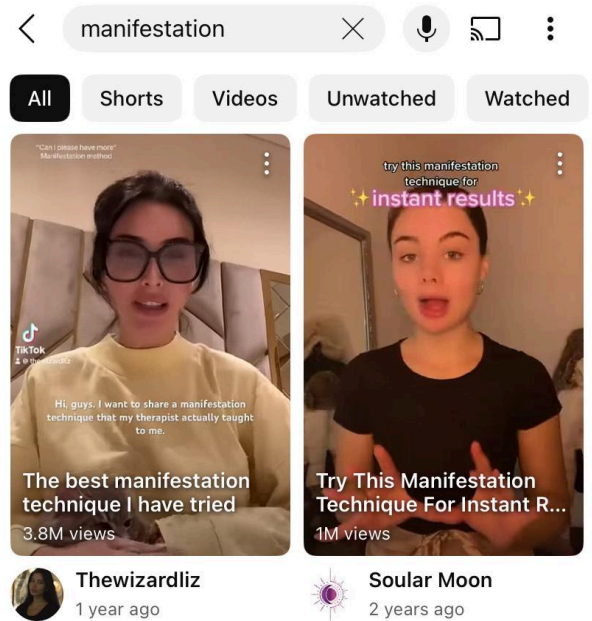 manifestation
All
Shorts
Videos
Unwatched
Watched
"Can I please have more"
Manifestation method
TikTok
Hi, guys. I want to share a manifestation
technique that my therapist actually taught
to me.
The best manifestation
technique I have tried
3.8M views
Thewizardliz
1 year ago
try this manifestation
technique for
✨instant results✨
Try This Manifestation
Technique For Instant R...
1M views
Soular Moon
2 years ago